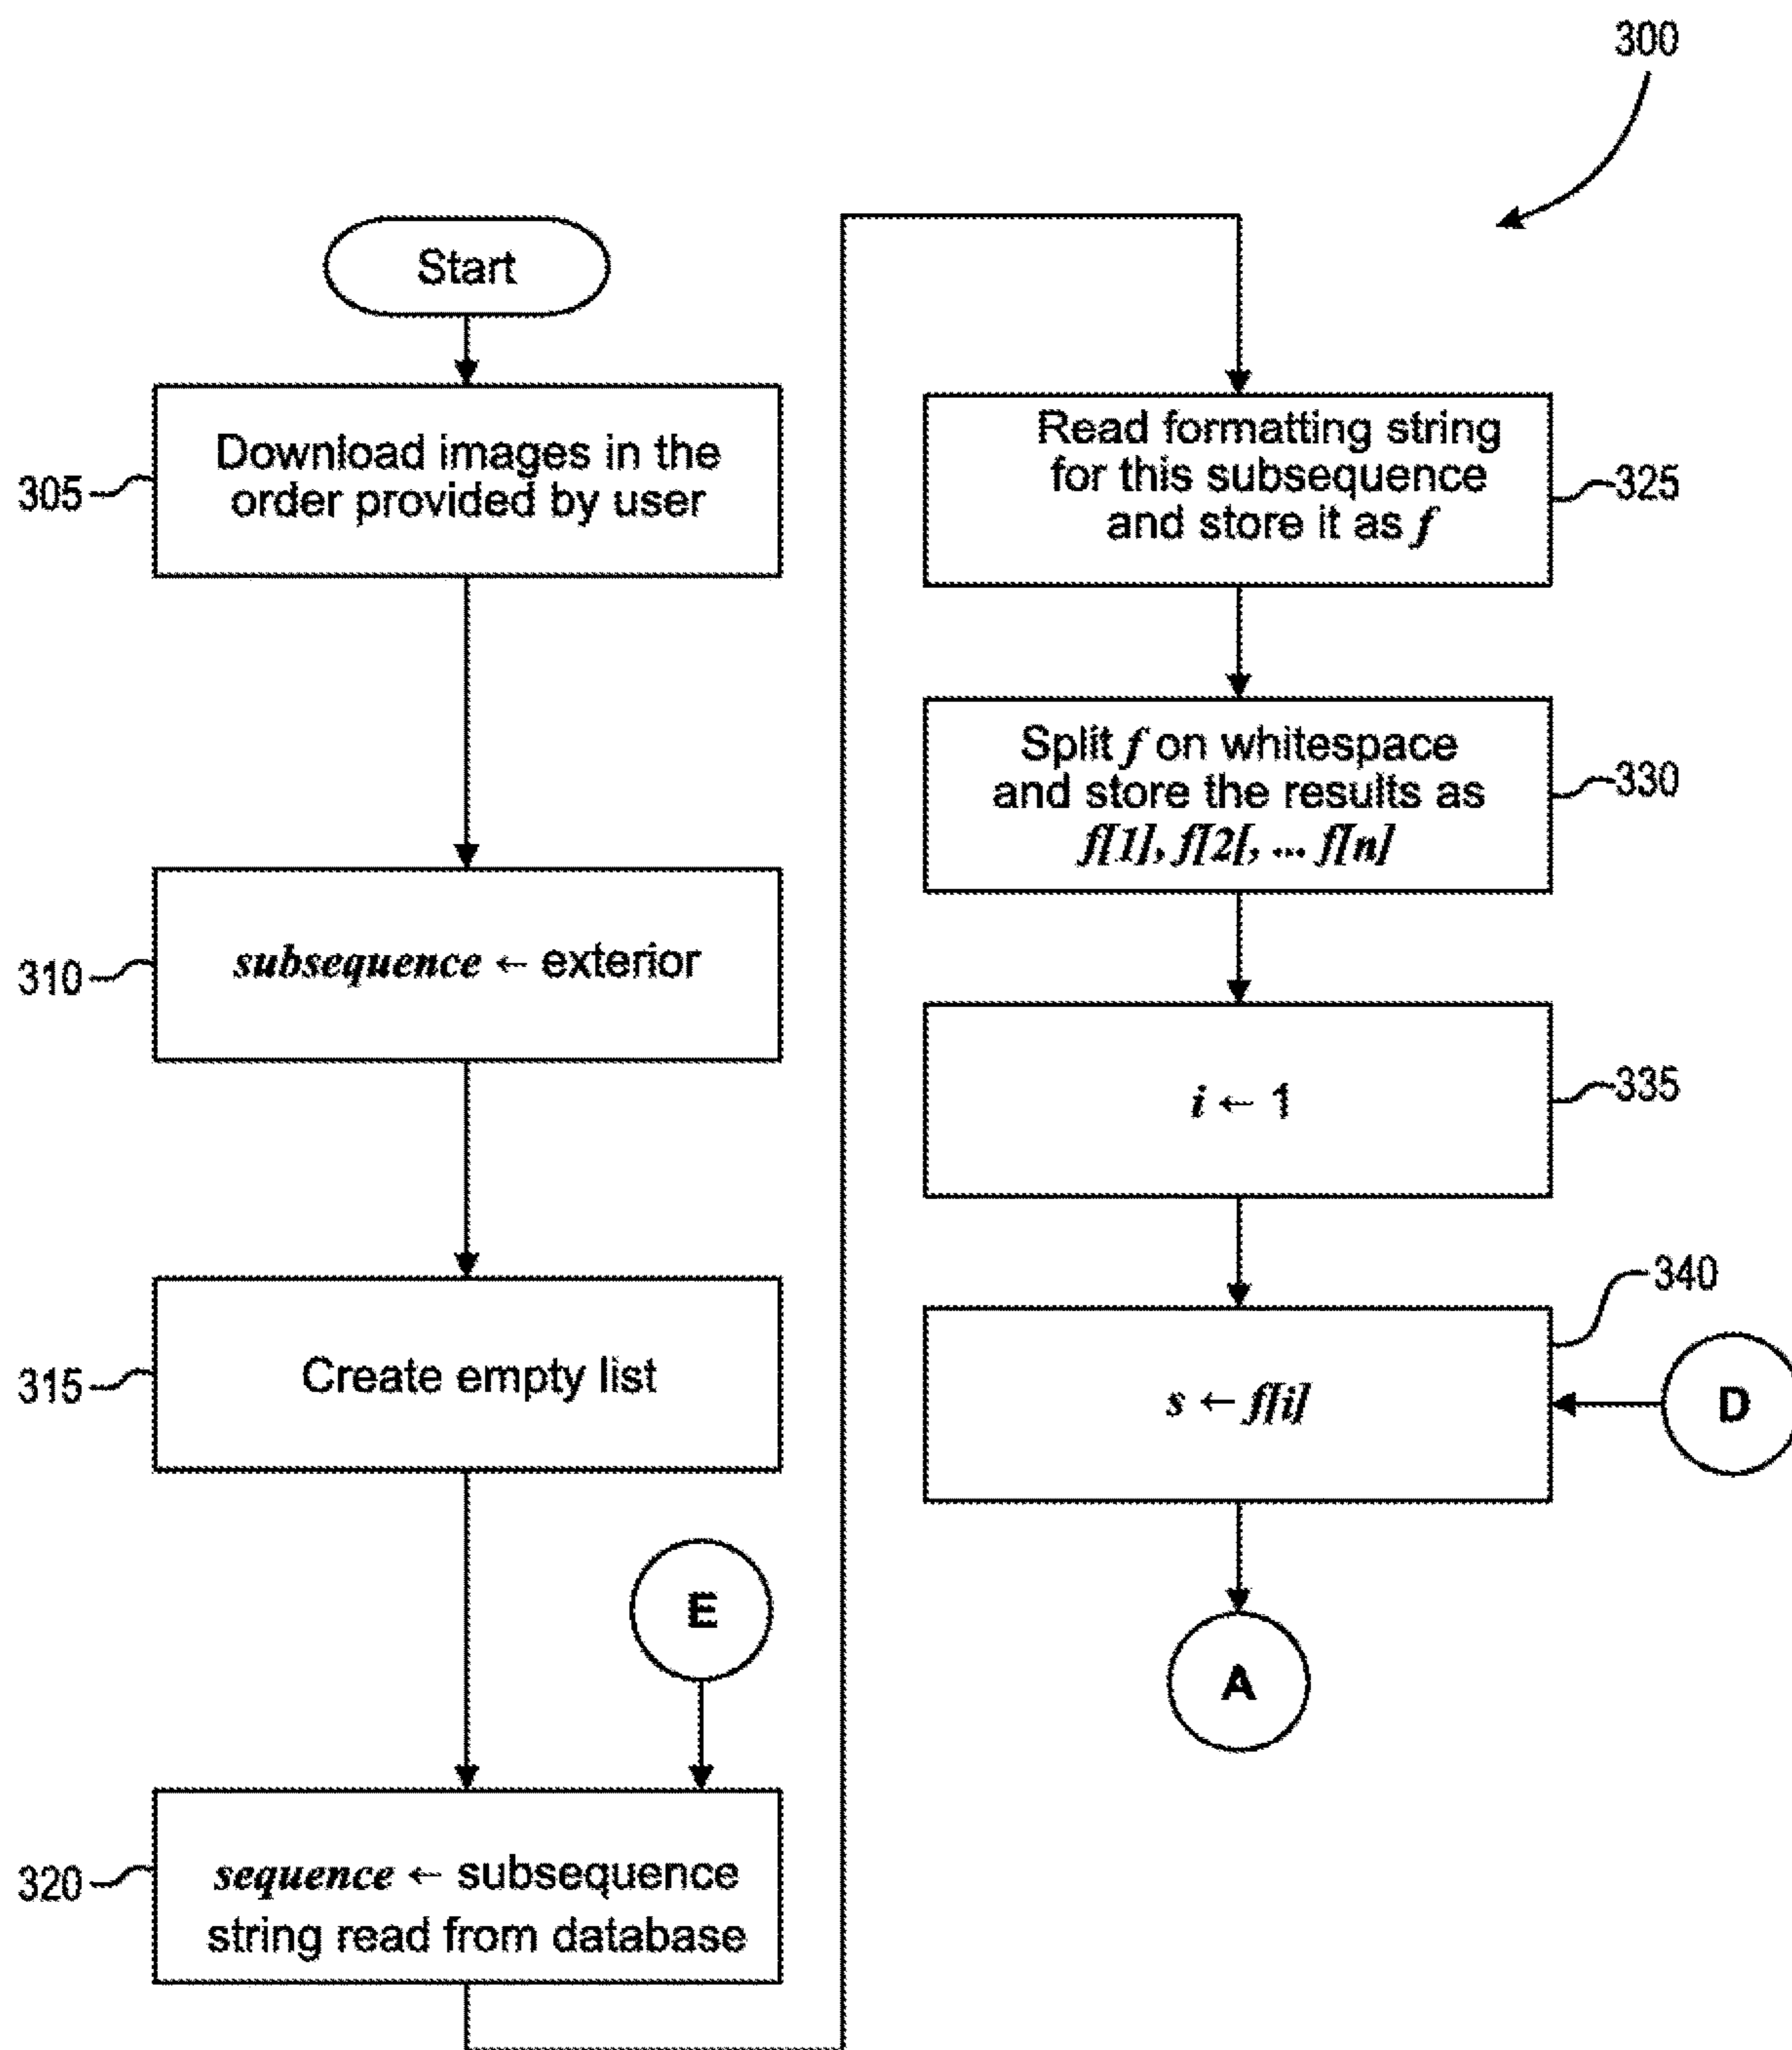 300
Start
305
Download images in the
order provided by user
310
subsequence ← exterior
315
Create empty list
E
320
sequence ← subsequence
string read from database
Read formatting string
for this subsequence
and store it as f
325
Split f on whitespace
and store the results as
f[1], f[2[, ... f[n]
330
i ← 1
335
340
s ← f[i]
D
A